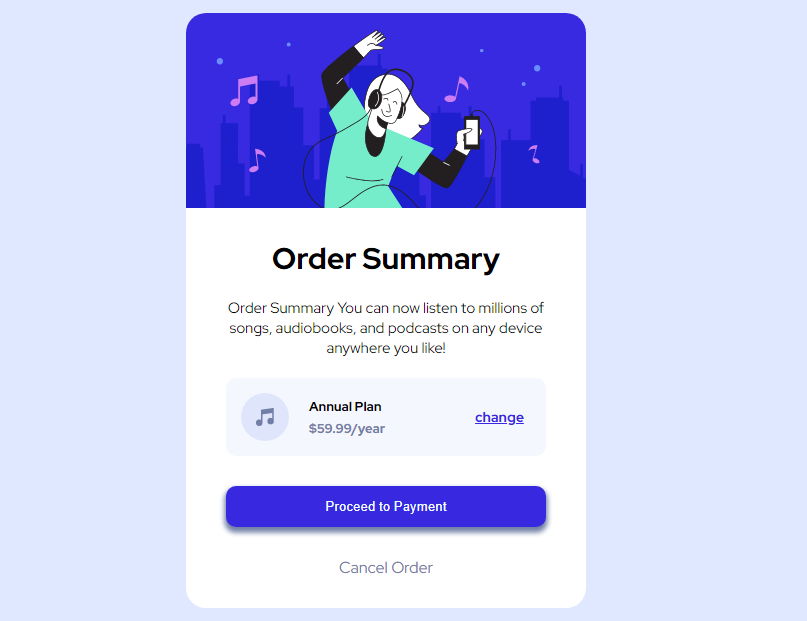 Order Summary
Order Summary You can now listen to millions of
songs, audiobooks, and podcasts on any device
anywhere you like!
Annual Plan
$59.99/year
change
Proceed to Payment
Cancel Order